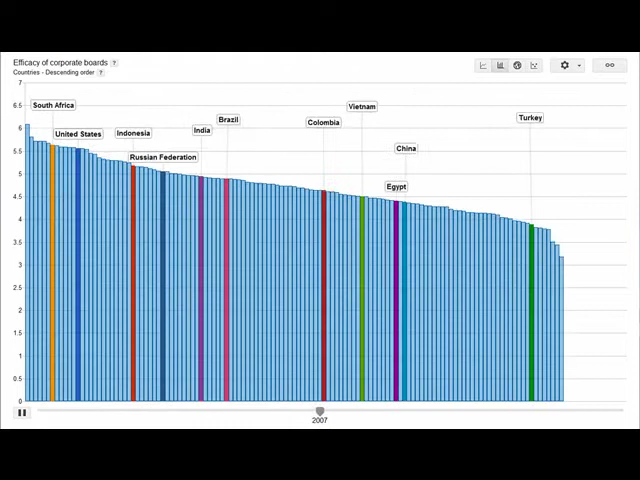 Efficacy of corporate boards ?
Countries - Descending order ?
7
6.5
6
5.5
5
4.5
4
3.5
3
2.5
2
1.5
1
0.5
0
South Africa
United States
Indonesia
Russian Federation
India
Brazil
Colombia
Vietnam
China
Egypt
Turkey
2007